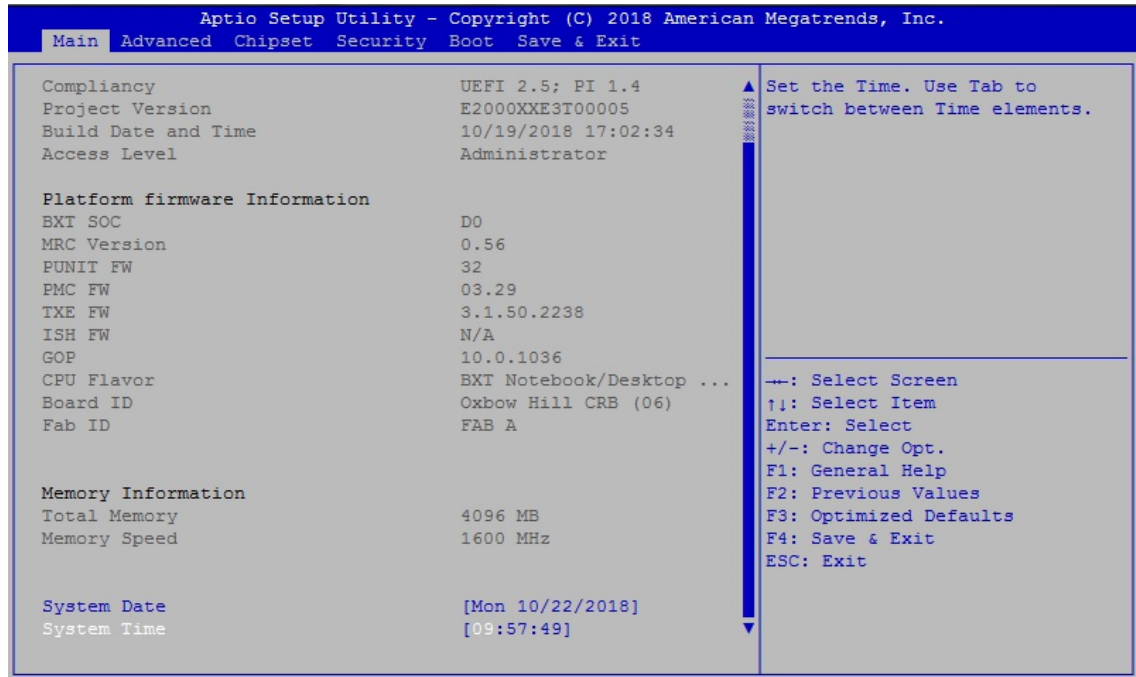 Aptio Setup Utility – Copyright (C) 2018 American Megatrends, Inc.
Main Advanced Chipset Security Boot Save & Exit
Compliancy UEFI 2.5; PI 1.4
Project Version E2000XXE3T00005
Build Date and Time 10/19/2018 17:02:34
Access Level Administrator
Platform firmware Information
BXT SOC D0
MRC Version 0.56
PUNIT FW 32
PMC FW 03.29
TXE FW 3.1.50.2238
ISH FW N/A
GOP 10.0.1036
CPU Flavor BXT Notebook/Desktop ...
Board ID Oxbow Hill CRB (06)
Fab ID FAB A
Memory Information
Total Memory 4096 MB
Memory Speed 1600 MHz
System Date [Mon 10/22/2018]
System Time [09:57:49]
Set the Time. Use Tab to
switch between Time elements.
→←: Select Screen
↑↓: Select Item
Enter: Select
+/-: Change Opt.
F1: General Help
F2: Previous Values
F3: Optimized Defaults
F4: Save & Exit
ESC: Exit